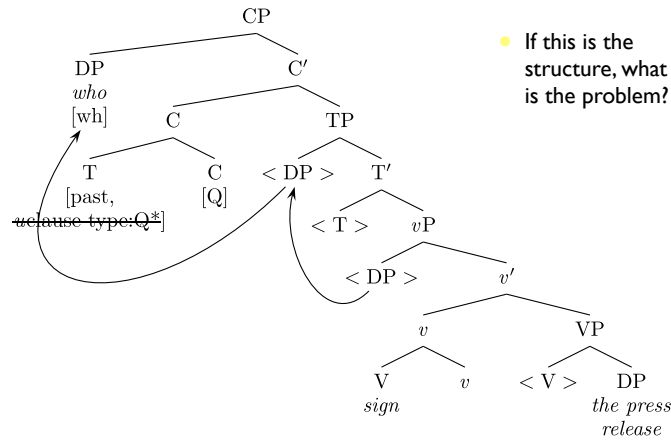 CP
DP C′
who
[wh]
C TP
T C < DP > T′
[past, [Q]
uclause type:Q*]
< T > vP
< DP > v′
v VP
V v < V > DP
sign the press
release
If this is the
structure, what
is the problem?